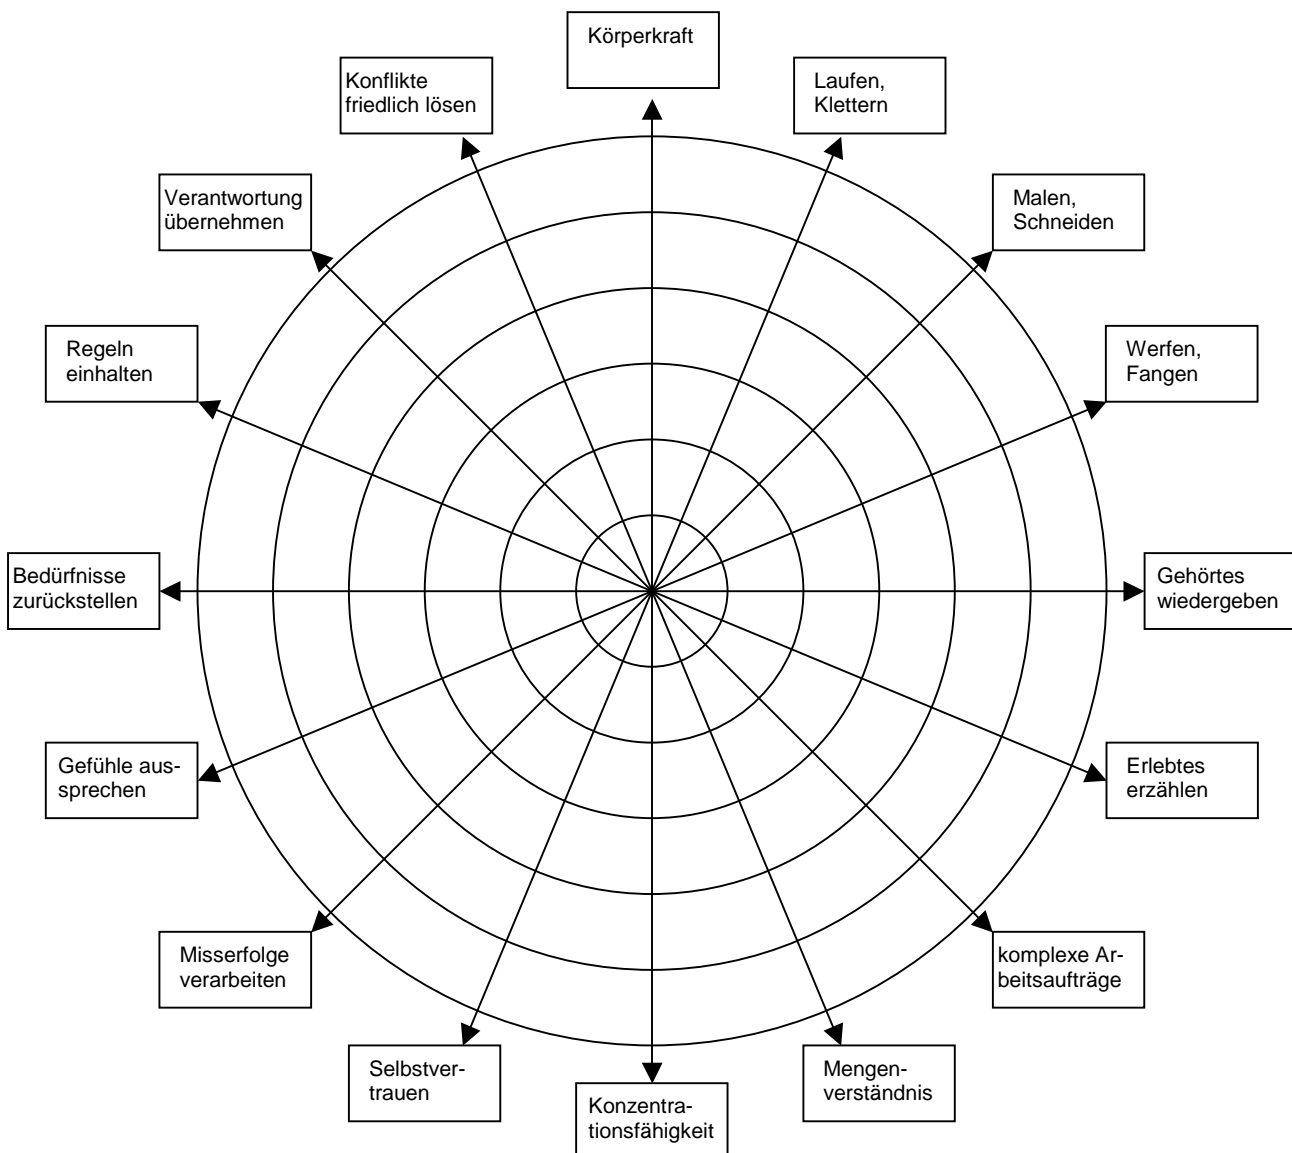 Körperkraft
Konflikte
friedlich lösen
Laufen,
Klettern
Verantwortung
übernehmen
Malen,
Schneiden
Regeln
einhalten
Werfen,
Fangen
Bedürfnisse
zurückstellen
Gehörtes
wiedergeben
Gefühle aus-
sprechen
Erlebtes
erzählen
Misserfolge
verarbeiten
komplexe Ar-
beitsaufträge
Selbstver-
trauen
Mengen-
verständnis
Konzentra-
tionsfähigkeit